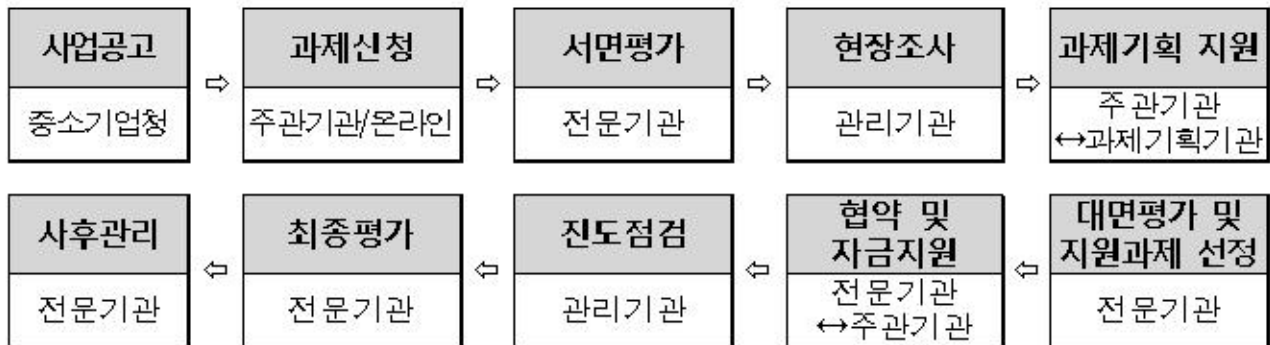 사업공고
중소기업청
⇨
과제신청
주관기관/온라인
⇨
서면평가
전문기관
⇨
현장조사
관리기관
⇨
과제기획 지원
주관기관
↔과제기획기관
사후관리
전문기관
⇦
최종평가
전문기관
⇦
진도점검
관리기관
⇦
협약 및
자금지원
전문기관
↔주관기관
⇦
대면평가 및
지원과제 선정
전문기관